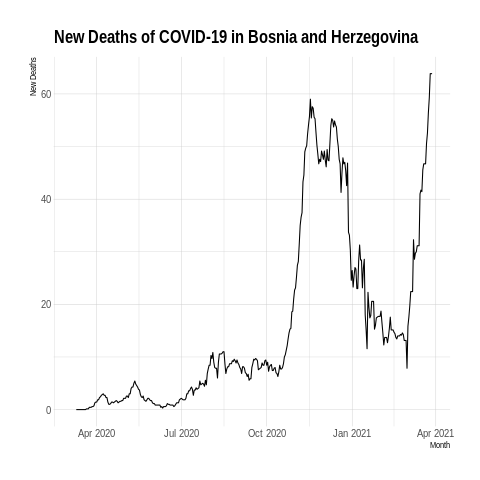 New Deaths of COVID-19 in Bosnia and Herzegovina
New Deaths
60
40
20
0
Apr 2020
Jul 2020
Oct 2020
Jan 2021
Apr 2021
Month